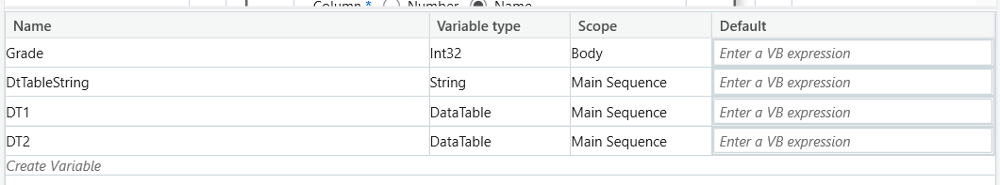 Column * Number Name
Name Variable type Scope Default
Grade Int32 Body Enter a VB expression
DtTableString String Main Sequence Enter a VB expression
DT1 DataTable Main Sequence Enter a VB expression
DT2 DataTable Main Sequence Enter a VB expression
Create Variable